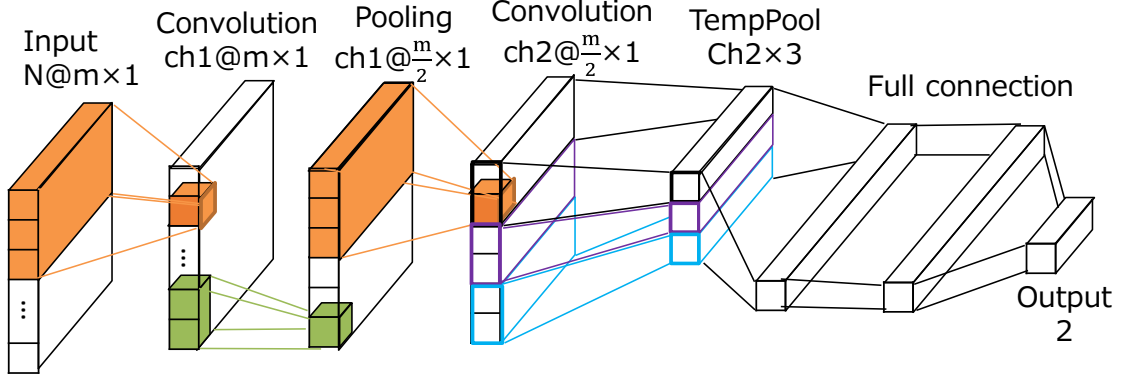 Input
N@m×1
Convolution
ch1@m×1
Pooling
ch1@m/2×1
Convolution
ch2@m/2×1
TempPool
Ch2×3
Full connection
...
...
Output
2